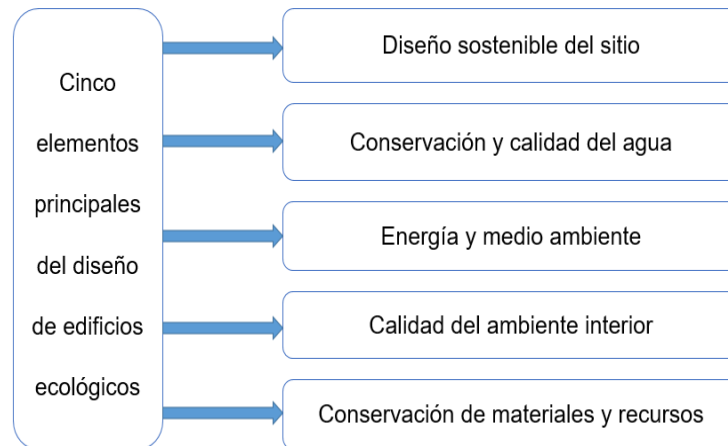 Cinco
elementos
principales
del diseño
de edificios
ecológicos
Diseño sostenible del sitio
Conservación y calidad del agua
Energía y medio ambiente
Calidad del ambiente interior
Conservación de materiales y recursos